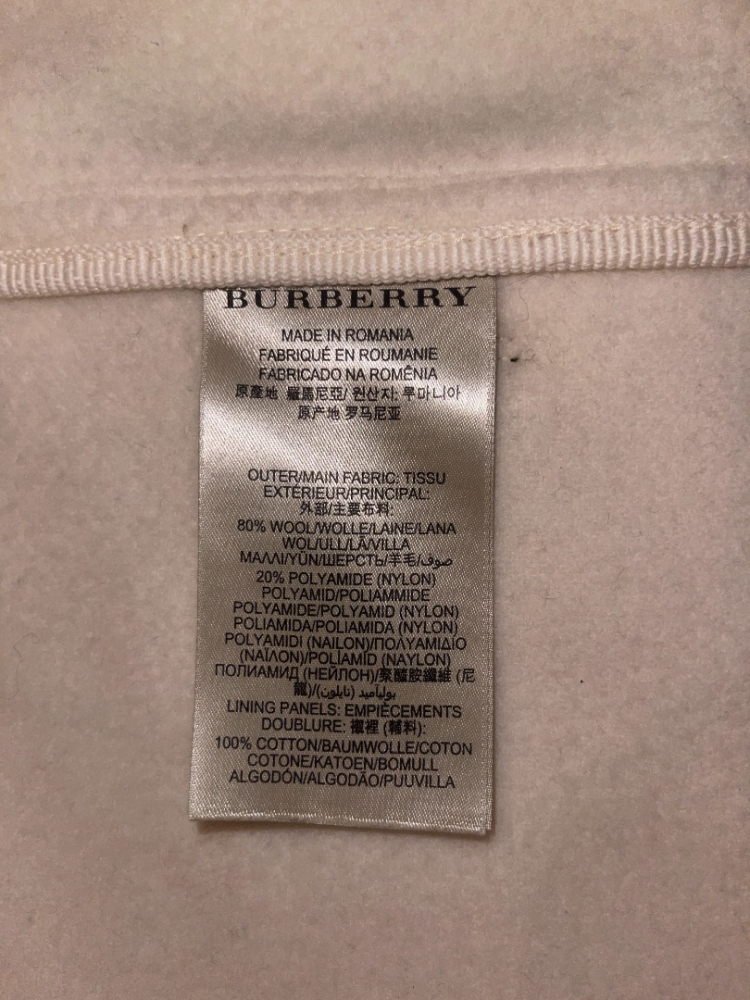 BURBERRY
MADE IN ROMANIA
FABRIQUÉ EN ROUMANIE
FABRICADO NA ROMÊNIA
原產地 羅馬尼亞/ 원산지: 루마니아
原产地 罗马尼亚
OUTER/MAIN FABRIC: TISSU
EXTÉRIEUR/PRINCIPAL:
外部/主要布料:
80% WOOL/WOLLE/LAINE/LANA
WOL/ULL/LÃ/VILLA
ΜΑΛΛΙ/YÜN/ШЕРСТЬ/羊毛/صوف
20% POLYAMIDE (NYLON)
POLYAMID/POLIAMMIDE
POLYAMIDE/POLYAMID (NYLON)
POLIAMIDA/POLIAMIDA (NYLON)
POLYAMIDI (NAILON)/ΠΟΛΥΑΜΙΔΙΟ
(ΝΑΪΛΟΝ)/POLİAMİD (NAYLON)
ПОЛИАМИД (НЕЙЛОН)/聚醯胺纖維 (尼
龍)/بولياميد (نايلون)
LINING PANELS: EMPIÈCEMENTS
DOUBLURE: 襯裡 (輔料):
100% COTTON/BAUMWOLLE/COTON
COTONE/KATOEN/BOMULL
ALGODÓN/ALGODÃO/PUUVILLA